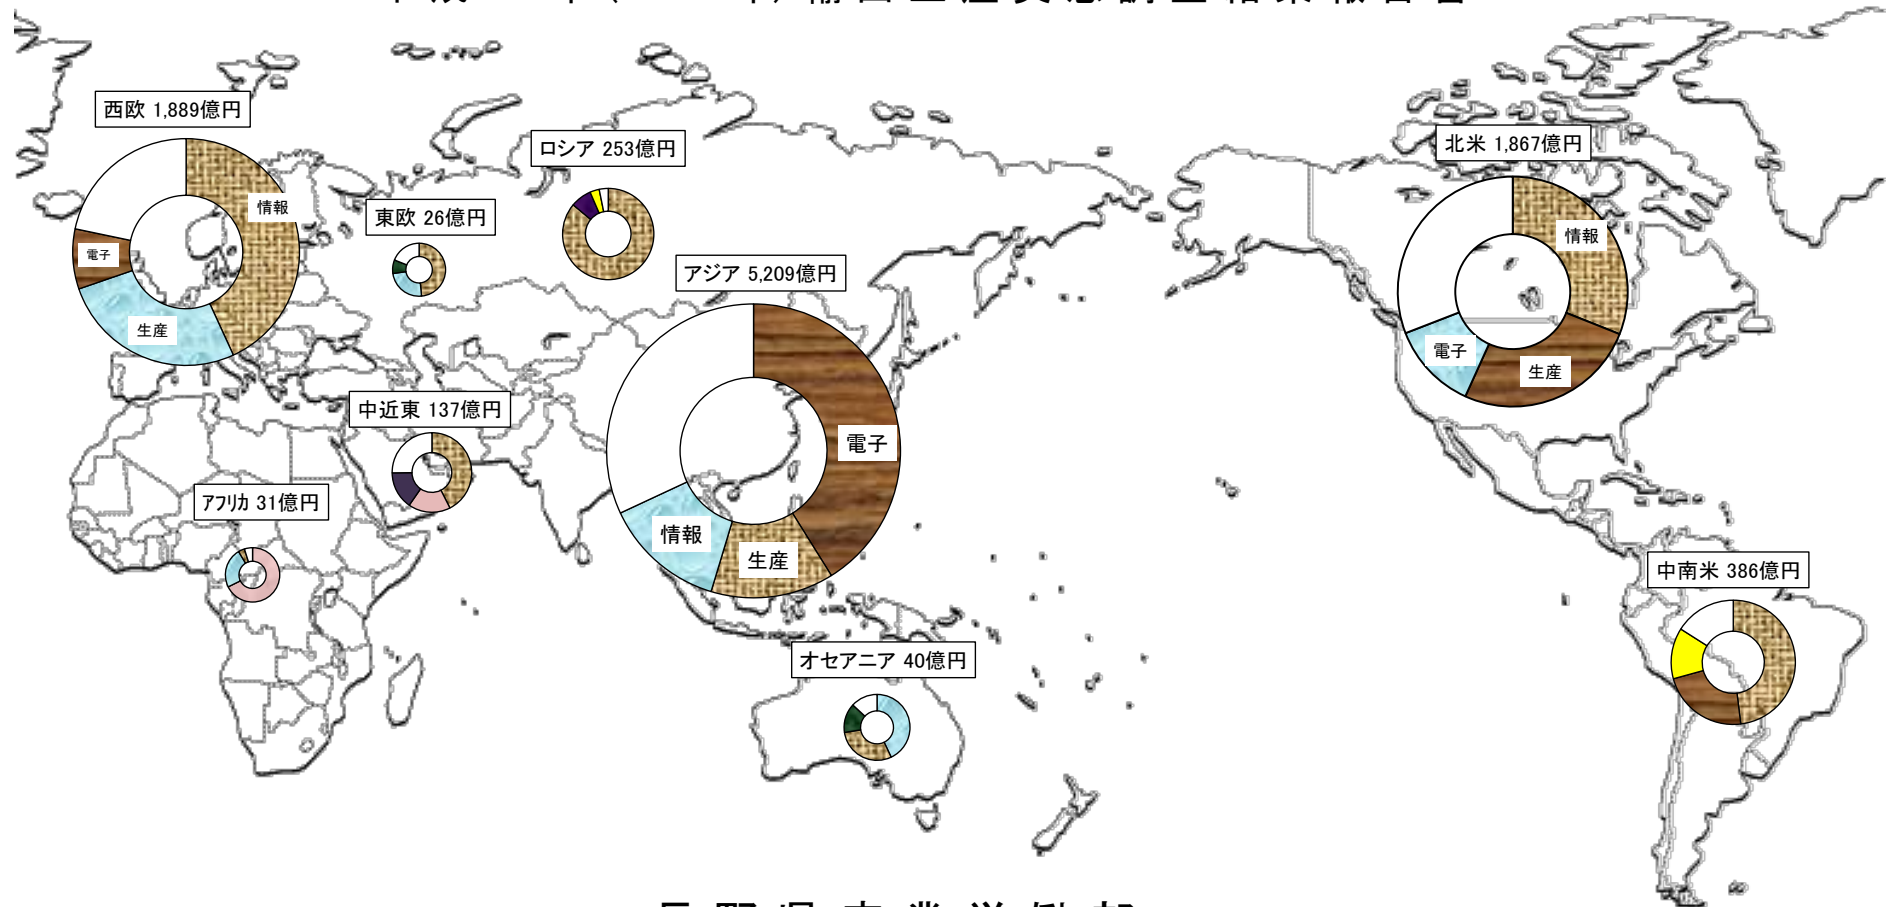 西欧 1,889億円
ロシア 253億円
北米 1,867億円
情報
東欧 26億円
情報
電子
アジア 5,209億円
生産
電子
生産
中近東 137億円
電子
アフリカ 31億円
情報
生産
中南米 386億円
オセアニア 40億円